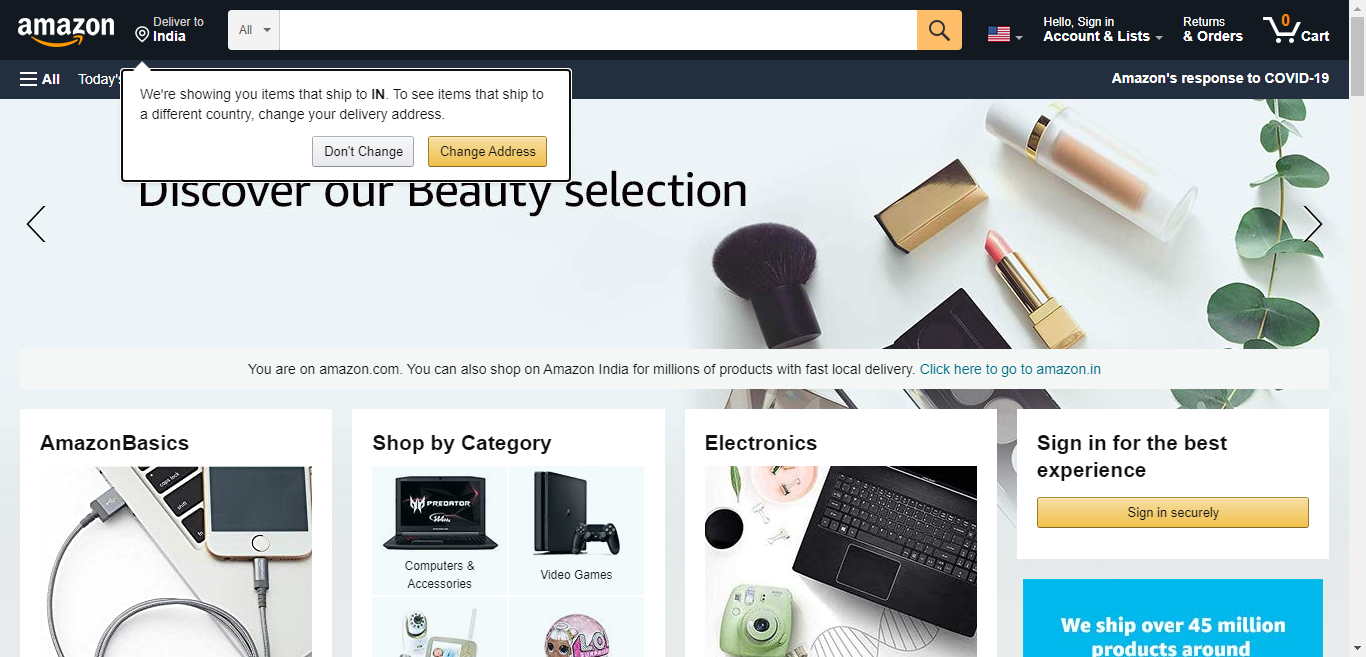 amazon
Deliver to
India
All
Hello, Sign in
Account & Lists
Returns
& Orders
0
Cart
All
Today's
Amazon's response to COVID-19
We're showing you items that ship to IN. To see items that ship to
a different country, change your delivery address.
Don't Change
Change Address
Discover our Beauty selection
You are on amazon.com. You can also shop on Amazon India for millions of products with fast local delivery. Click here to go to amazon.in
AmazonBasics
Shop by Category
Electronics
Sign in for the best
experience
caps lock
shift
PREDATOR
Sign in securely
Computers &
Accessories
Video Games
We ship over 45 million
products around